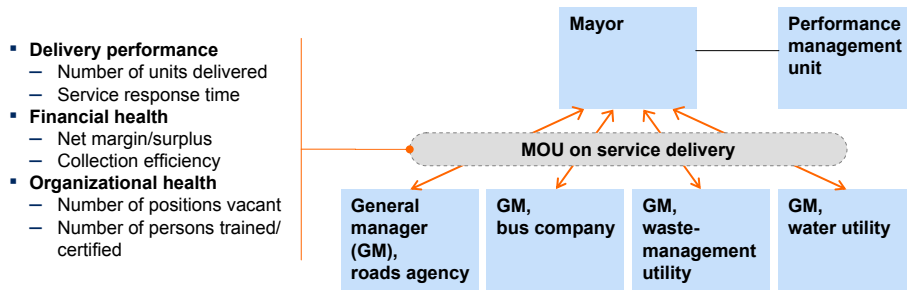 ▪ Delivery performance
– Number of units delivered
– Service response time
▪ Financial health
– Net margin/surplus
– Collection efficiency
▪ Organizational health
– Number of positions vacant
– Number of persons trained/
certified
Mayor
Performance
management
unit
MOU on service delivery
General
manager
(GM),
roads agency
GM,
bus company
GM,
waste-
management
utility
GM,
water utility